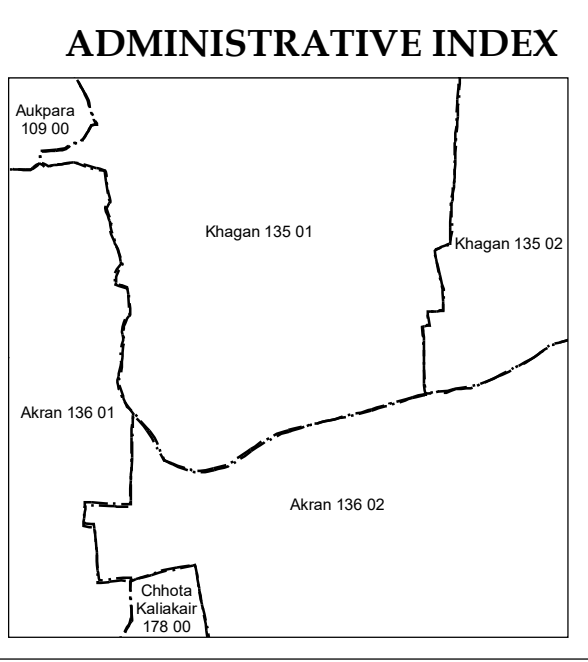 ADMINISTRATIVE INDEX
Aukpara
109 00
Khagan 135 01
Khagan 135 02
Akran 136 01
Akran 136 02
Chhota
Kaliakair
178 00